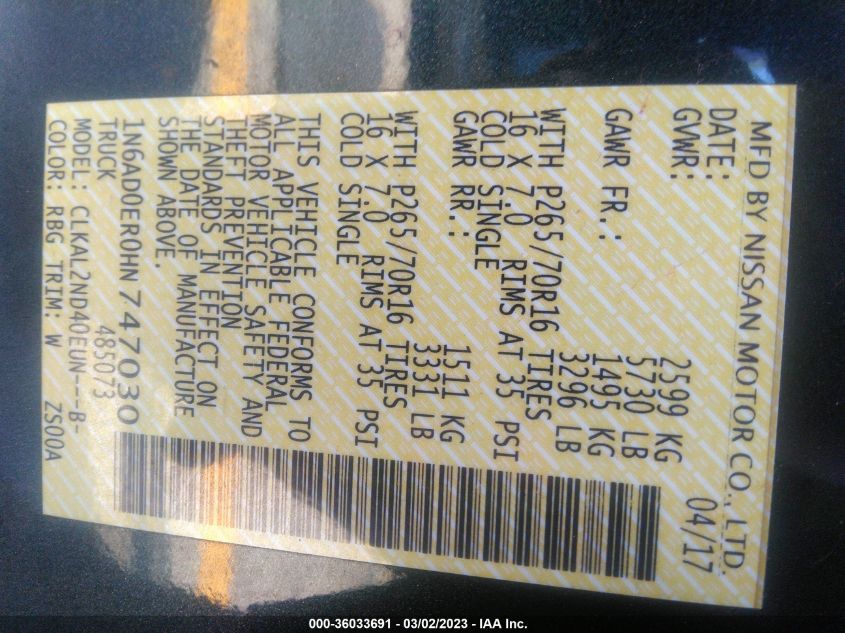 MFD BY NISSAN MOTOR CO., LTD.
DATE: 04/17
GVWR: 2599 KG
5730 LB
GAWR FR.: 1495 KG
3296 LB
WITH P265/70R16 TIRES
16 X 7.0 RIMS AT 35 PSI
COLD SINGLE
GAWR RR.: 1511 KG
3331 LB
WITH P265/70R16 TIRES
16 X 7.0 RIMS AT 35 PSI
COLD SINGLE
THIS VEHICLE CONFORMS TO
ALL APPLICABLE FEDERAL
MOTOR VEHICLE SAFETY AND
THEFT PREVENTION
STANDARDS IN EFFECT ON
THE DATE OF MANUFACTURE
SHOWN ABOVE.
1N6AD0ER0HN747030
TRUCK 485073
MODEL: CLKAL2ND40EUN---B-
COLOR: RBG TRIM: W ZS00A
000-36033691 - 03/02/2023 - IAA Inc.